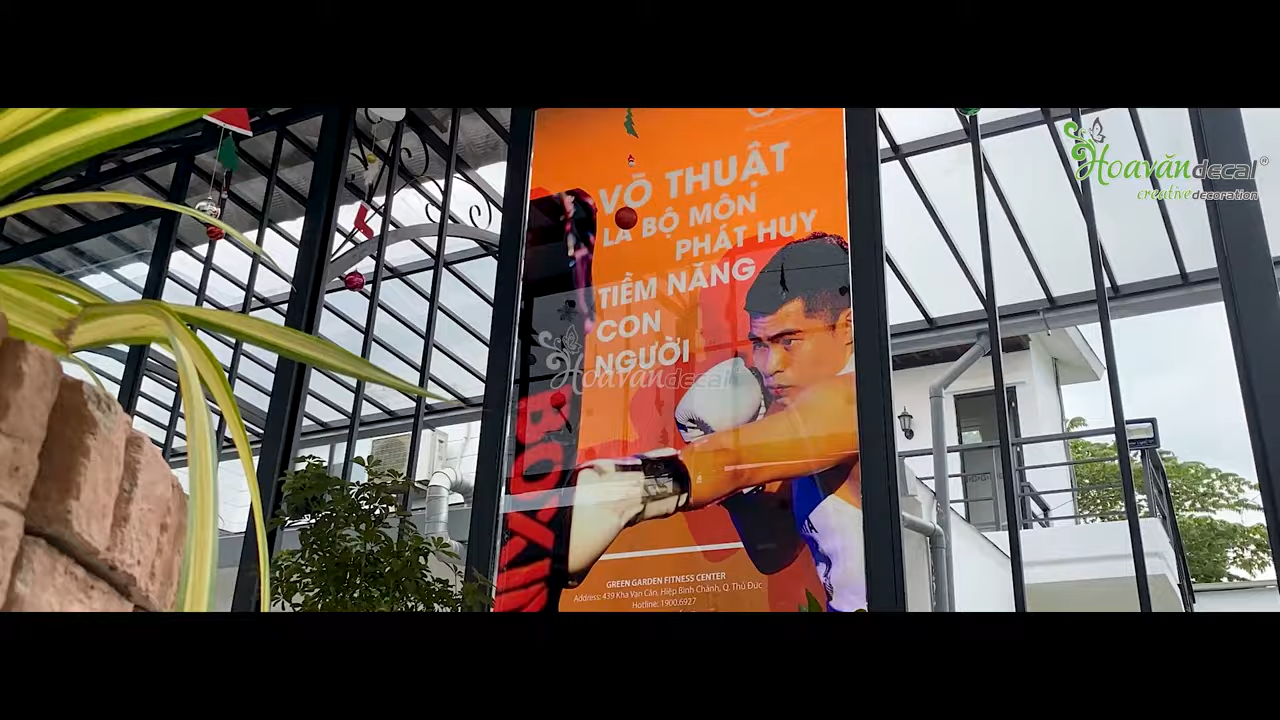 VÕ THUẬT
LÀ BỘ MÔN
PHÁT HUY
TIỀM NĂNG
CON
NGƯỜI
GREEN GARDEN FITNESS CENTER
Address: 439 Kha Vạn Cân, Hiệp Bình Chánh, Q. Thủ Đức
Hotline: 1900.6927
Hoavăndecal®
creative decoration
Hoavăndecal